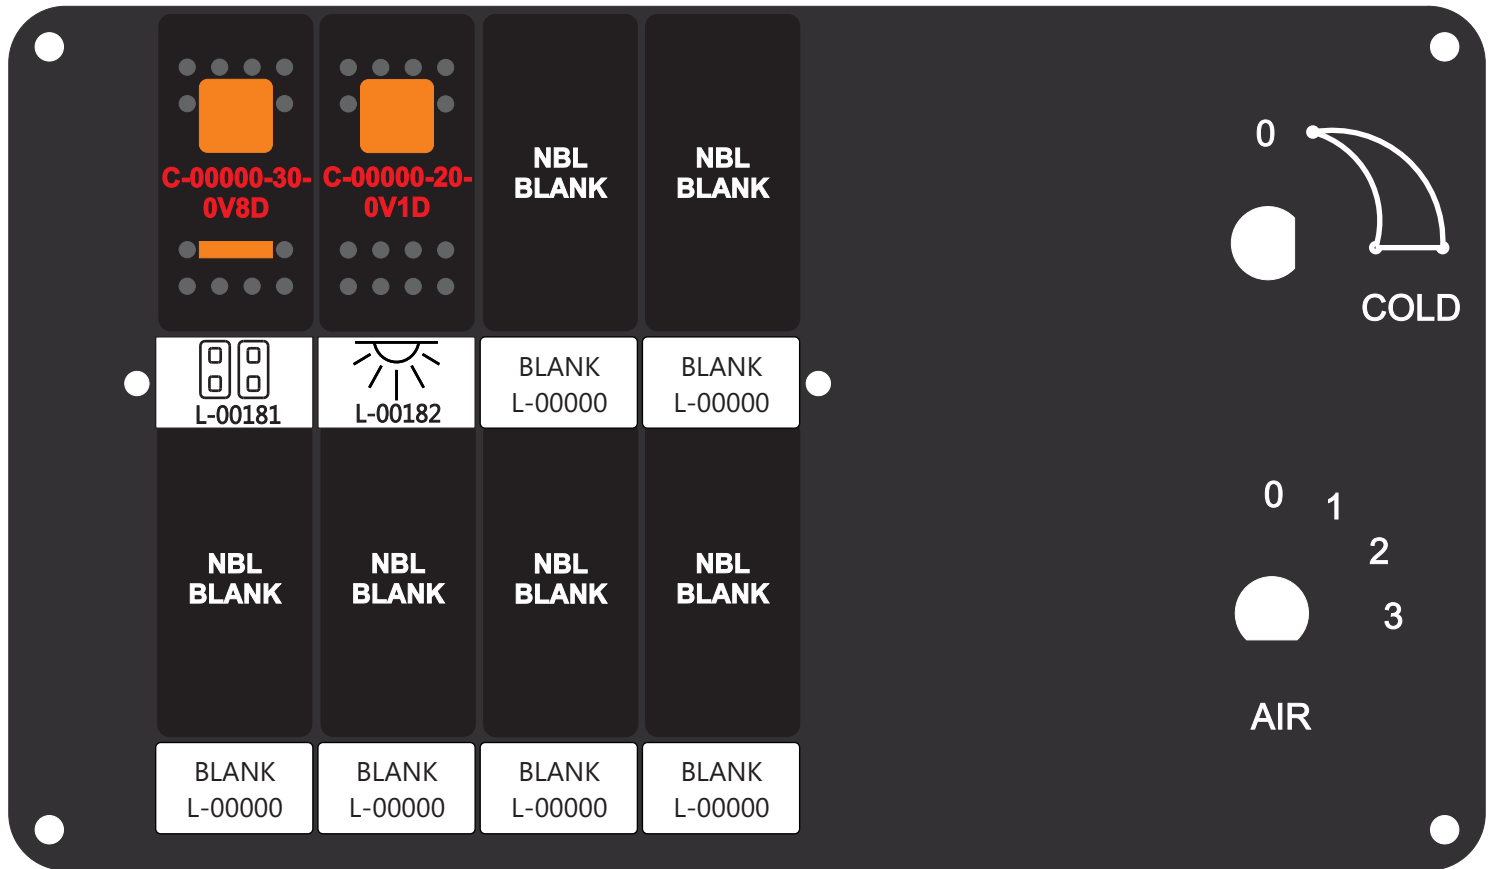 C-00000-30-
0V8D
C-00000-20-
0V1D
NBL
BLANK
NBL
BLANK
0
COLD
L-00181
L-00182
BLANK
L-00000
BLANK
L-00000
NBL
BLANK
NBL
BLANK
NBL
BLANK
NBL
BLANK
0
1
2
3
AIR
BLANK
L-00000
BLANK
L-00000
BLANK
L-00000
BLANK
L-00000